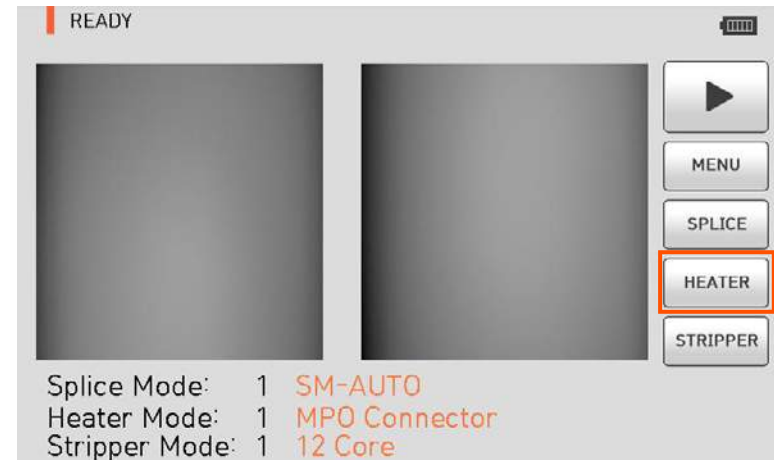 READY
MENU
SPLICE
HEATER
STRIPPER
Splice Mode: 1 SM-AUTO
Heater Mode: 1 MPO Connector
Stripper Mode: 1 12 Core